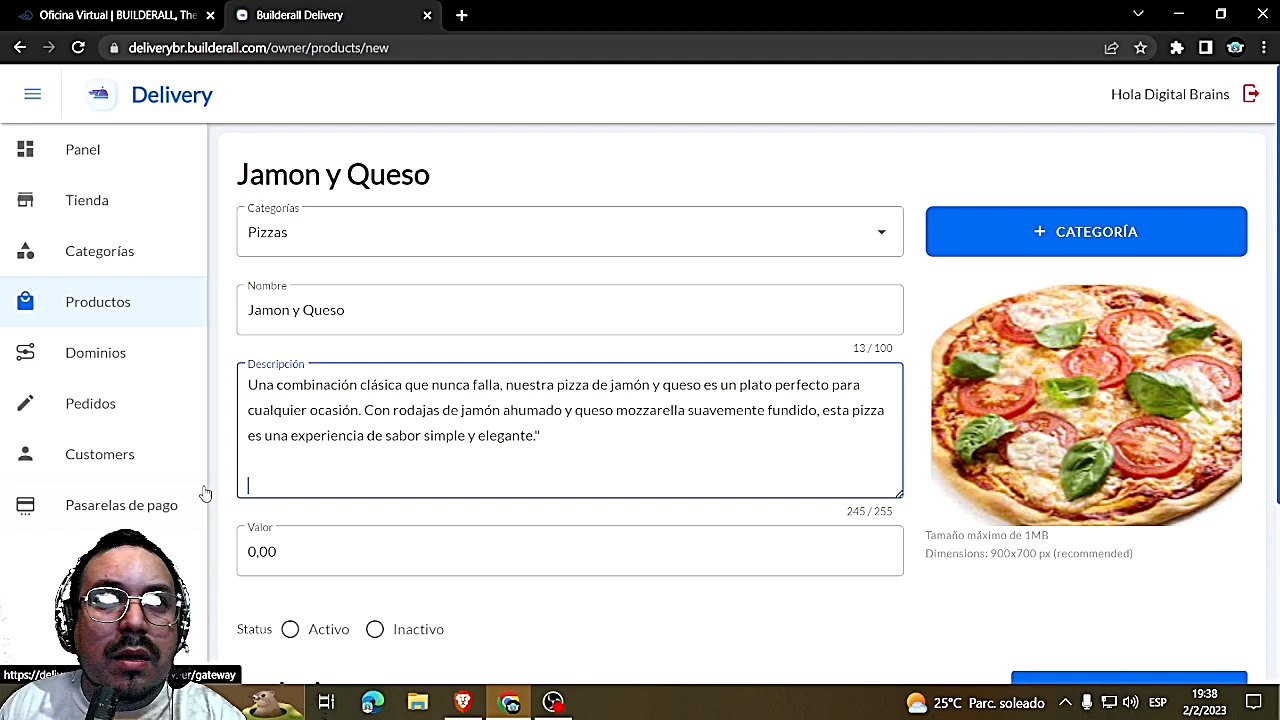 Oficina Virtual | BUILDERALL, The
Builderall Delivery
deliverybr.builderall.com/owner/products/new
Delivery
Hola Digital Brains
Panel
Tienda
Categorías
Productos
Dominios
Pedidos
Customers
Pasarelas de pago
Jamon y Queso
Categorías
Pizzas
+ CATEGORÍA
Nombre
Jamon y Queso
13 / 100
Descripción
Una combinación clásica que nunca falla, nuestra pizza de jamón y queso es un plato perfecto para
cualquier ocasión. Con rodajas de jamón ahumado y queso mozzarella suavemente fundido, esta pizza
es una experiencia de sabor simple y elegante."
245 / 255
Tamaño máximo de 1MB
Dimensions: 900x700 px (recommended)
Valor
0,00
Status
Activo
Inactivo
25°C Parc. soleado
ESP
19:38
2/2/2023